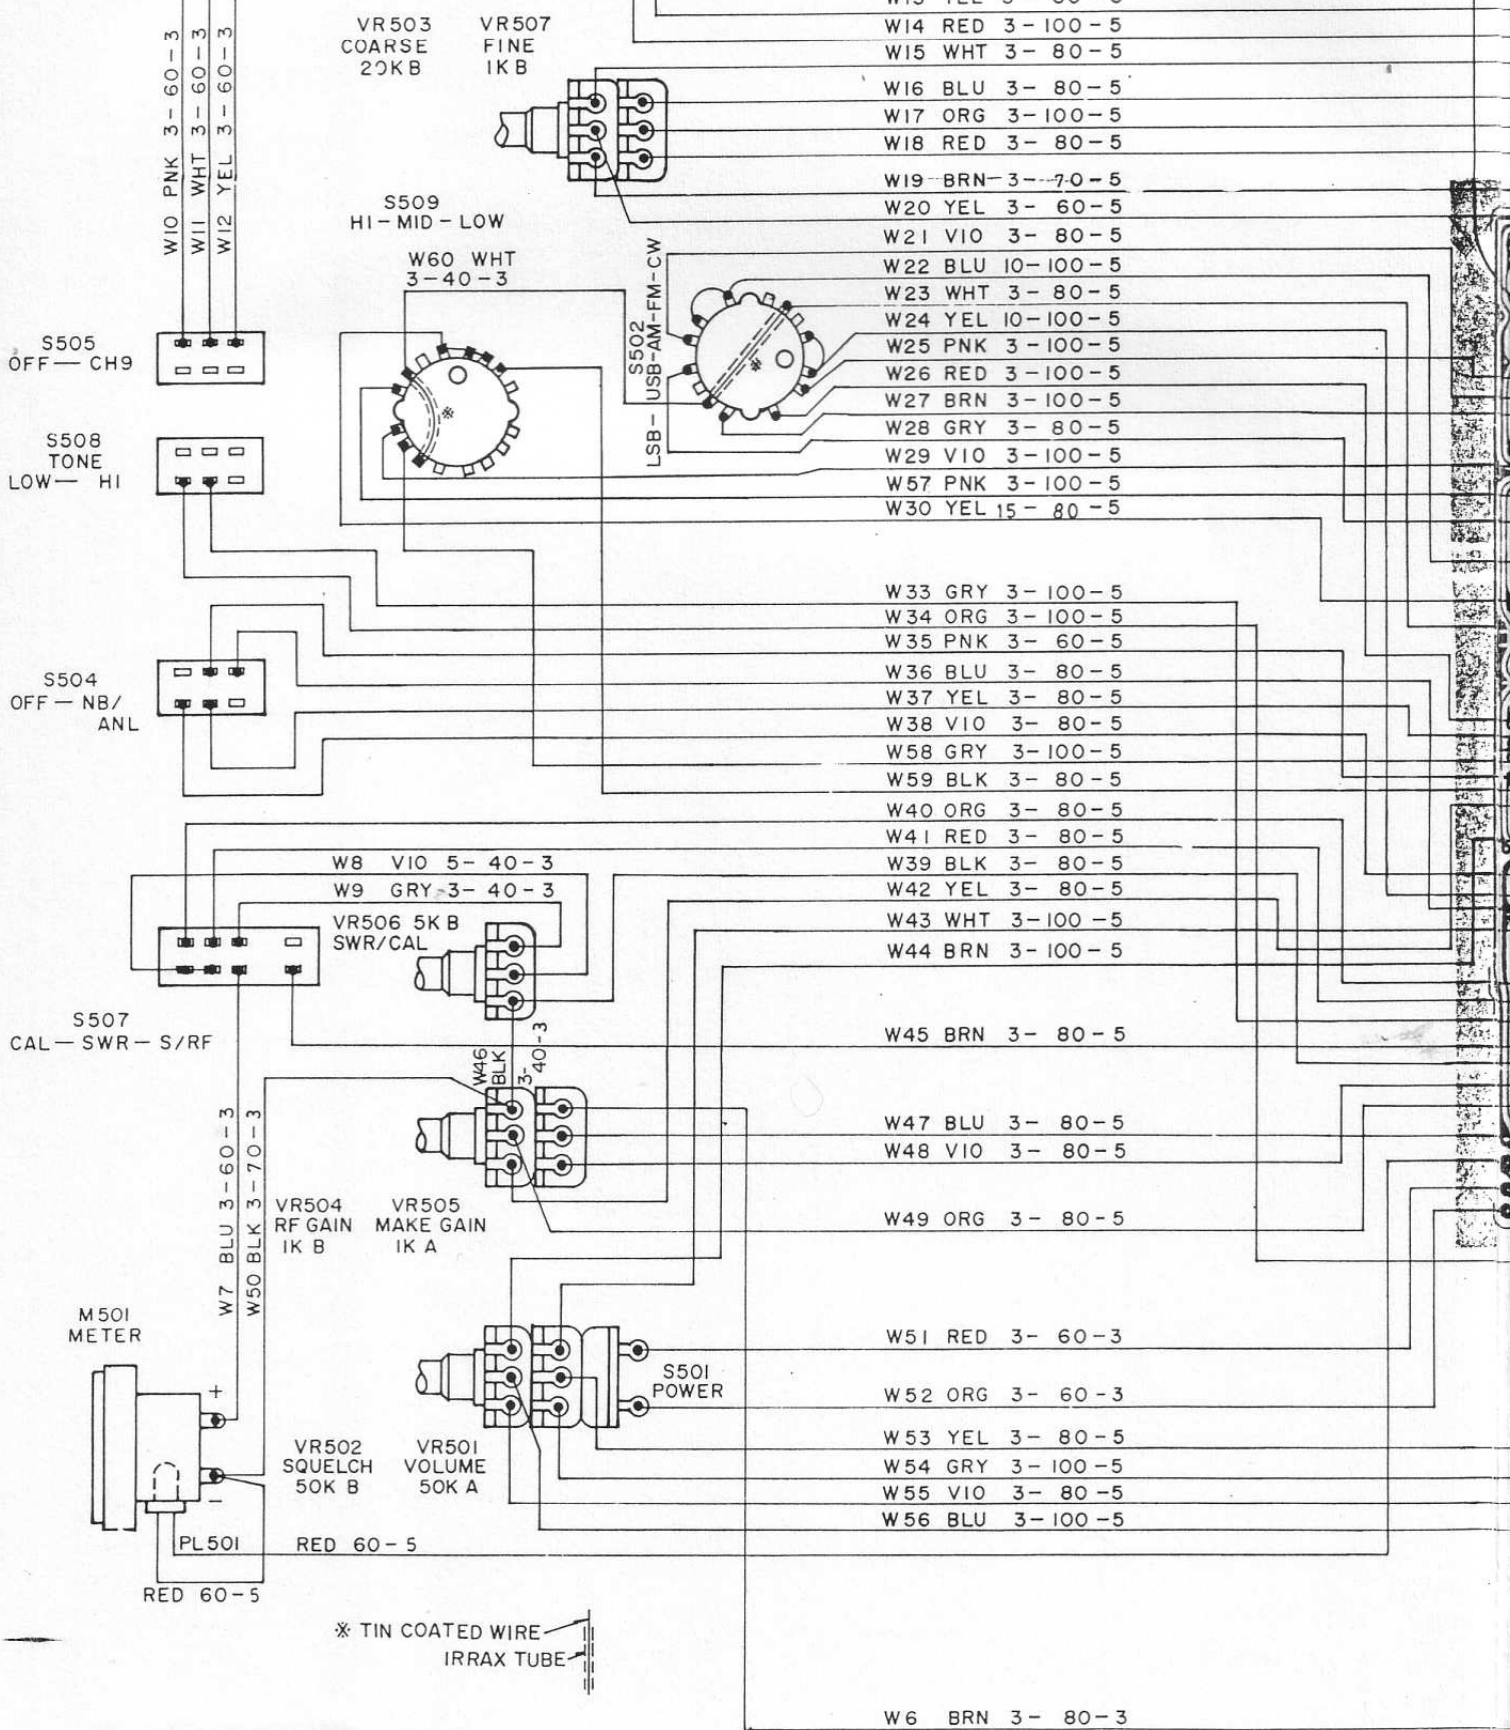 VR503
COARSE
20KB
VR507
FINE
1KB
W14 RED 3-100-5
W15 WHT 3- 80-5
W16 BLU 3- 80-5
W17 ORG 3-100-5
W18 RED 3- 80-5
W19 BRN 3- 70-5
W20 YEL 3- 60-5
W21 VIO 3- 80-5
W22 BLU 10-100-5
W23 WHT 3-80-5
W24 YEL 10-100-5
W25 PNK 3-100-5
W26 RED 3-100-5
W27 BRN 3-100-5
W28 GRY 3-80-5
W29 VIO 3-100-5
W57 PNK 3-100-5
W30 YEL 15- 80-5
W10 PNK 3-60-3
W11 WHT 3-60-3
W12 YEL 3-60-3
S509
HI-MID-LOW
W60 WHT
3-40-3
S502
LSB- USB-AM-FM-CW
※
※
S505
OFF—CH9
S508
TONE
LOW— HI
W33 GRY 3-100-5
W34 ORG 3-100-5
W35 PNK 3-60-5
W36 BLU 3- 80-5
W37 YEL 3- 80-5
W38 VIO 3- 80-5
W58 GRY 3-100-5
W59 BLK 3- 80-5
W40 ORG 3- 80-5
W41 RED 3- 80-5
W39 BLK 3- 80-5
W42 YEL 3- 80-5
W43 WHT 3-100-5
W44 BRN 3-100-5
S504
OFF—NB/
ANL
W8 VIO 5- 40-3
W9 GRY 3- 40-3
VR506 5KB
SWR/CAL
S507
CAL—SWR—S/RF
W45 BRN 3- 80-5
W46
BLK
3-40-3
W47 BLU 3- 80-5
W48 VIO 3- 80-5
W49 ORG 3- 80-5
VR504
RF GAIN
1K B
VR505
MAKE GAIN
1K A
W7 BLU 3-60-3
W50 BLK 3-70-3
M501
METER
+
-
W51 RED 3- 60-3
S501
POWER
W52 ORG 3- 60-3
W53 YEL 3- 80-5
W54 GRY 3-100-5
W55 VIO 3- 80-5
W56 BLU 3-100-5
VR502
SQUELCH
50K B
VR501
VOLUME
50K A
PL501
RED 60-5
RED 60-5
※ TIN COATED WIRE
IRRAX TUBE
W6 BRN 3- 80-3